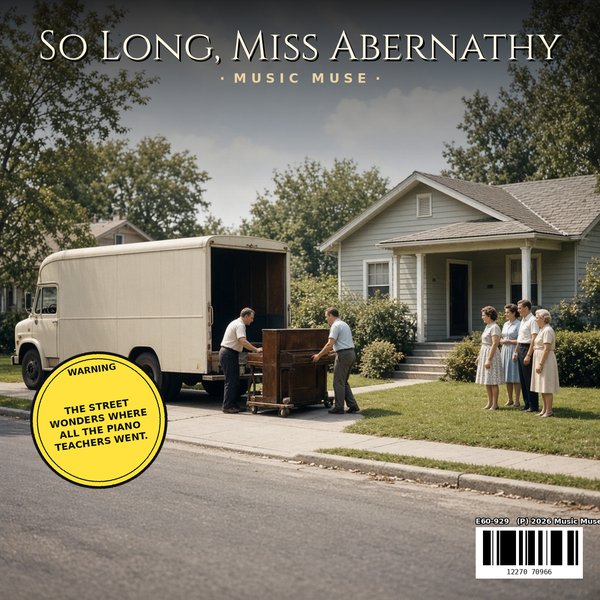 So Long, Miss Abernathy
· MUSIC MUSE ·
WARNING
THE STREET
WONDERS WHERE
ALL THE PIANO
TEACHERS WENT.
E60-929 (P) 2026 Music Muse
12270 70966